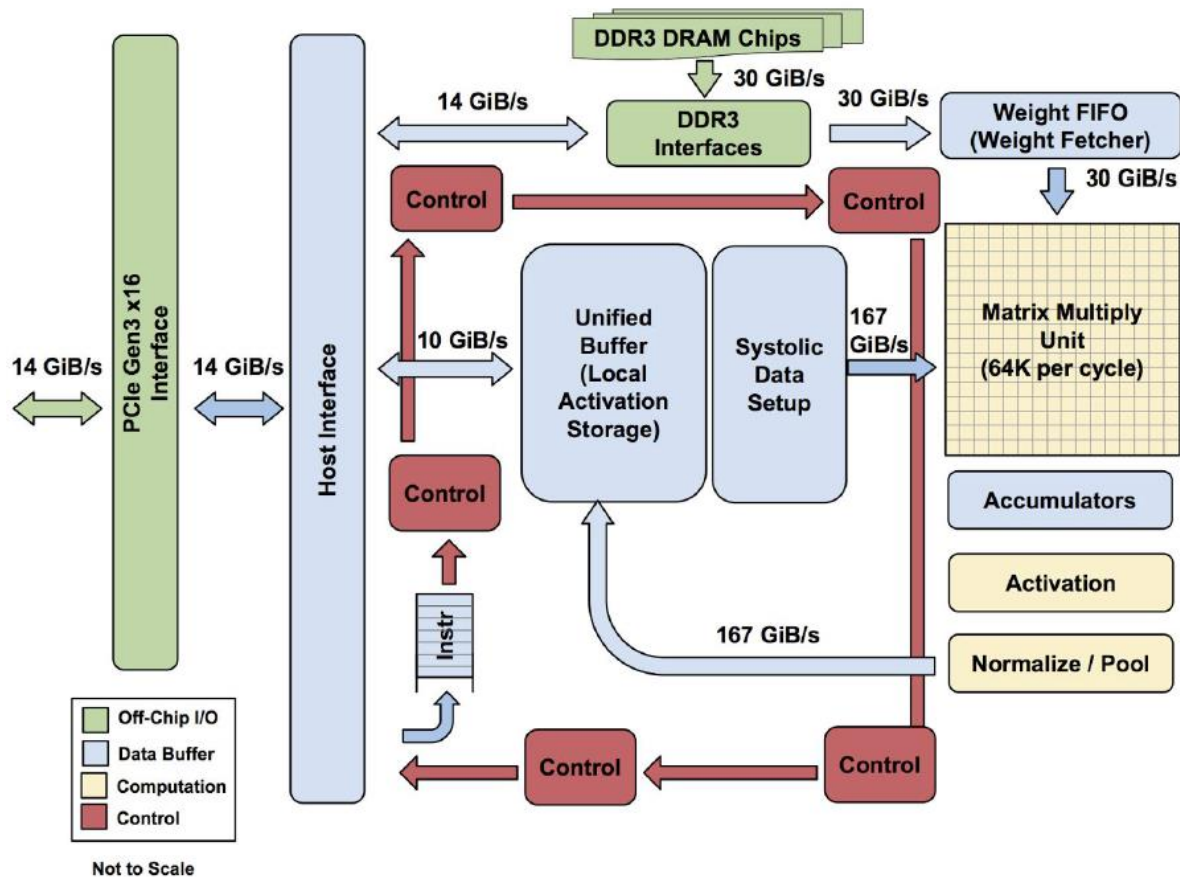 DDR3 DRAM Chips
30 GiB/s
14 GiB/s
DDR3
Interfaces
30 GiB/s
Weight FIFO
(Weight Fetcher)
30 GiB/s
Control
Control
PCIe Gen3 x16
Interface
14 GiB/s
14 GiB/s
Host Interface
10 GiB/s
Unified
Buffer
(Local
Activation
Storage)
Systolic
Data
Setup
167
GiB/s
Matrix Multiply
Unit
(64K per cycle)
Control
Accumulators
Activation
Instr
167 GiB/s
Normalize / Pool
Control
Control
Off-Chip I/O
Data Buffer
Computation
Control
Not to Scale